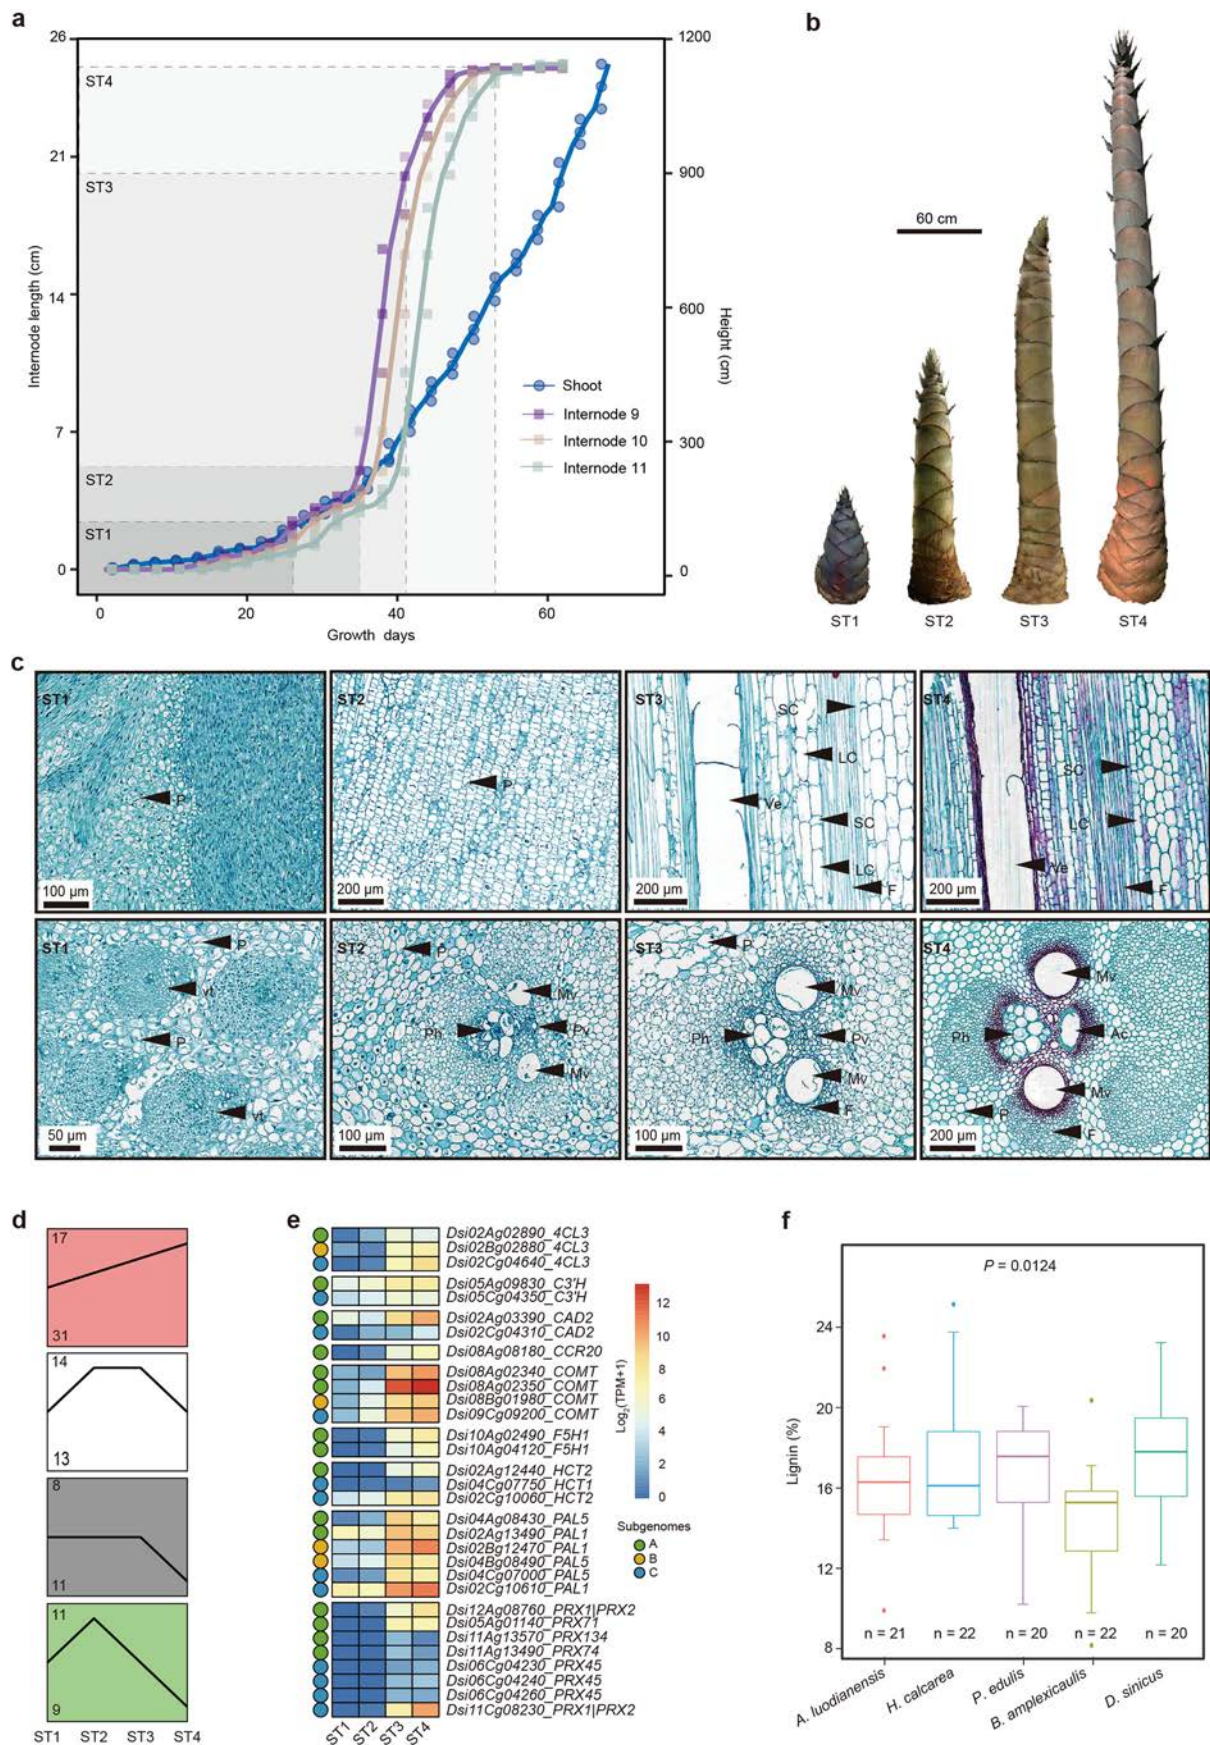 a
26
21
14
7
0
Internode length (cm)
ST4
ST3
ST2
ST1
1200
900
600
300
0
Height (cm)
Shoot
Internode 9
Internode 10
Internode 11
0 20 40 60
Growth days
b
60 cm
ST1 ST2 ST3 ST4
c
ST1
P
100 µm
ST2
P
200 µm
ST3
SC
LC
Ve
SC
LC
F
200 µm
ST4
SC
LC
Ve
F
200 µm
ST1
P
vt
P
vt
50 µm
ST2
P
Mv
Ph
Pv
Mv
100 µm
ST3
P
Mv
Ph
Pv
Mv
F
100 µm
ST4
Mv
Ph
Ac
Mv
P
F
200 µm
d
17
31
14
13
8
11
11
9
ST1 ST2 ST3 ST4
e
Dsi02Ag02890_4CL3
Dsi02Bg02880_4CL3
Dsi02Cg04640_4CL3
Dsi05Ag09830_C3'H
Dsi05Cg04350_C3'H
Dsi02Ag03390_CAD2
Dsi02Cg04310_CAD2
Dsi08Ag08180_CCR20
Dsi08Ag02340_COMT
Dsi08Ag02350_COMT
Dsi08Bg01980_COMT
Dsi09Cg09200_COMT
Dsi10Ag02490_F5H1
Dsi10Ag04120_F5H1
Dsi02Ag12440_HCT2
Dsi04Cg07750_HCT1
Dsi02Cg10060_HCT2
Dsi04Ag08430_PAL5
Dsi02Ag13490_PAL1
Dsi02Bg12470_PAL1
Dsi04Bg08490_PAL5
Dsi04Cg07000_PAL5
Dsi02Cg10610_PAL1
Dsi12Ag08760_PRX1|PRX2
Dsi05Ag01140_PRX71
Dsi11Ag13570_PRX134
Dsi11Ag13490_PRX74
Dsi06Cg04230_PRX45
Dsi06Cg04240_PRX45
Dsi06Cg04260_PRX45
Dsi11Cg08230_PRX1|PRX2
ST1 ST2 ST3 ST4
12
10
8
6
4
2
0
Log2(TPM+1)
Subgenomes
A
B
C
f
P = 0.0124
24
20
16
12
8
Lignin (%)
n = 21 n = 22 n = 20 n = 22 n = 20
A. luodianensis
H. calcarea
P. edulis
B. amplexicaulis
D. sinicus